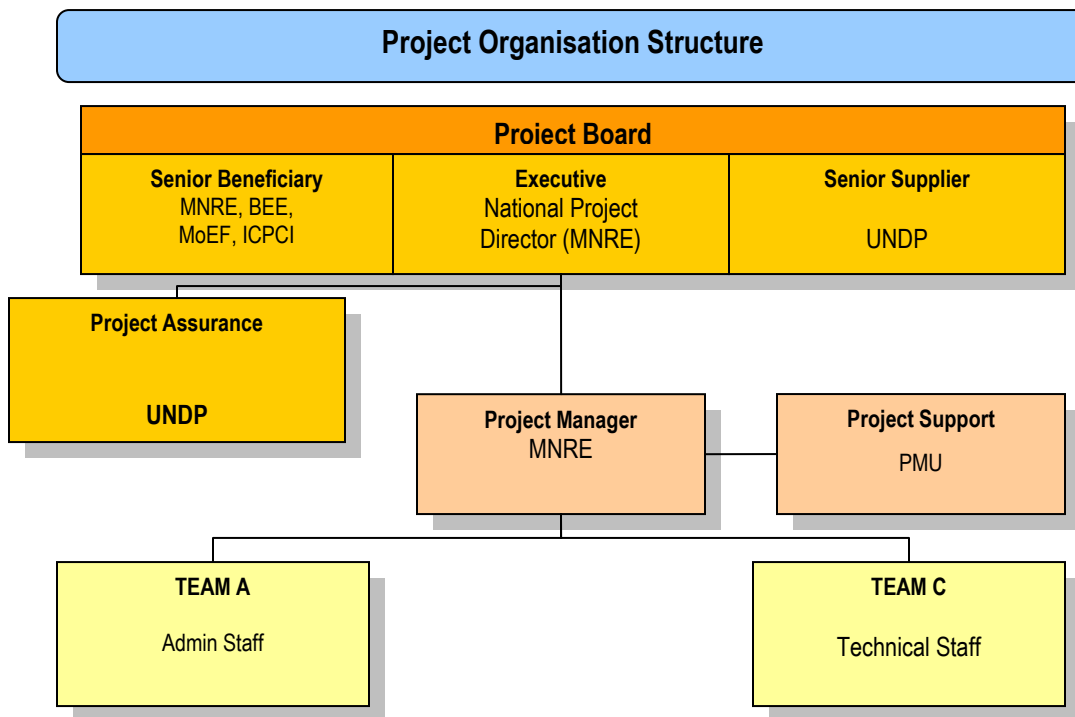 Project Organisation Structure
Project Board
Senior Beneficiary
MNRE, BEE,
MoEF, ICPCI
Executive
National Project
Director (MNRE)
Senior Supplier
UNDP
Project Assurance
UNDP
Project Manager
MNRE
Project Support
PMU
TEAM A
Admin Staff
TEAM C
Technical Staff